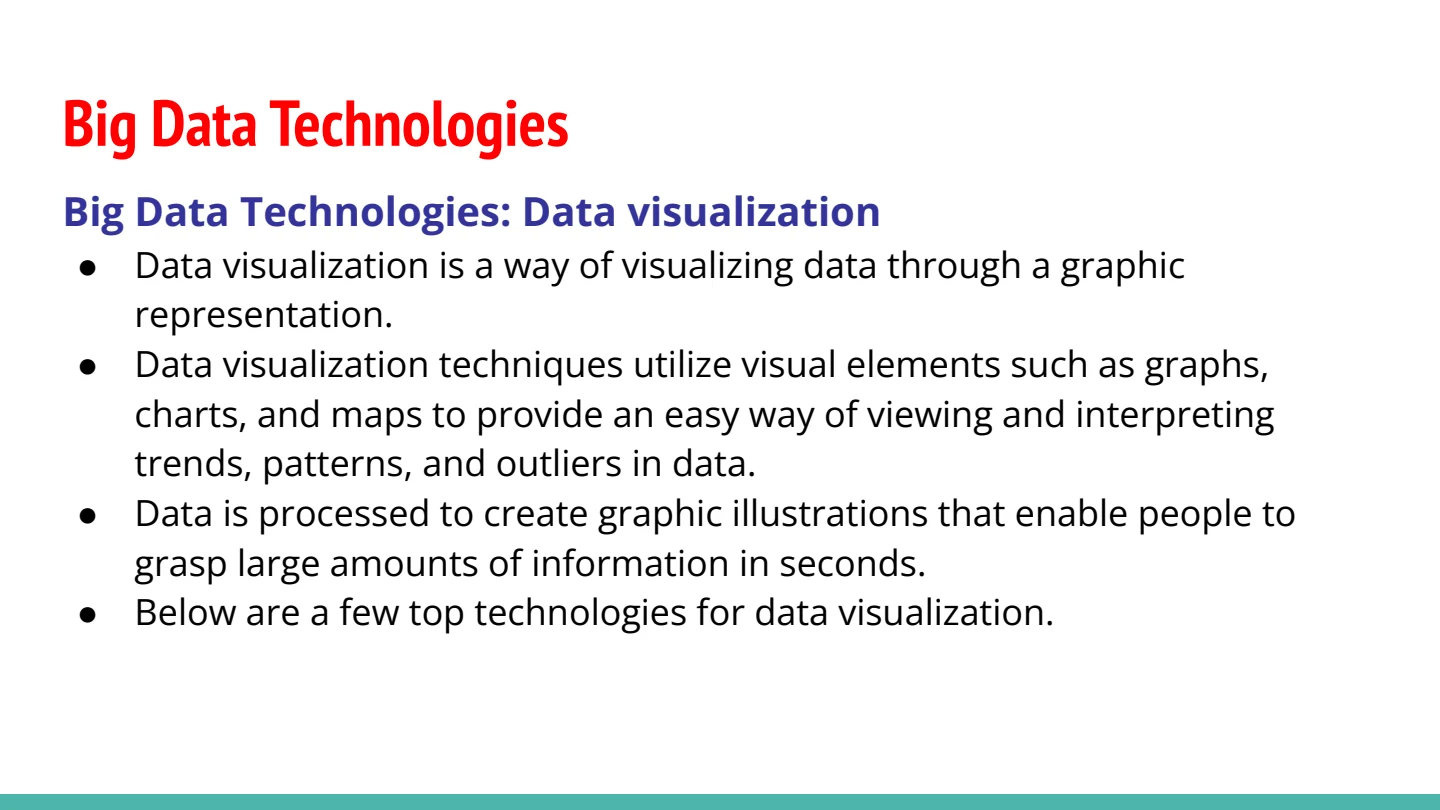 Big Data Technologies
Big Data Technologies: Data visualization
● Data visualization is a way of visualizing data through a graphic
representation.
● Data visualization techniques utilize visual elements such as graphs,
charts, and maps to provide an easy way of viewing and interpreting
trends, patterns, and outliers in data.
● Data is processed to create graphic illustrations that enable people to
grasp large amounts of information in seconds.
● Below are a few top technologies for data visualization.